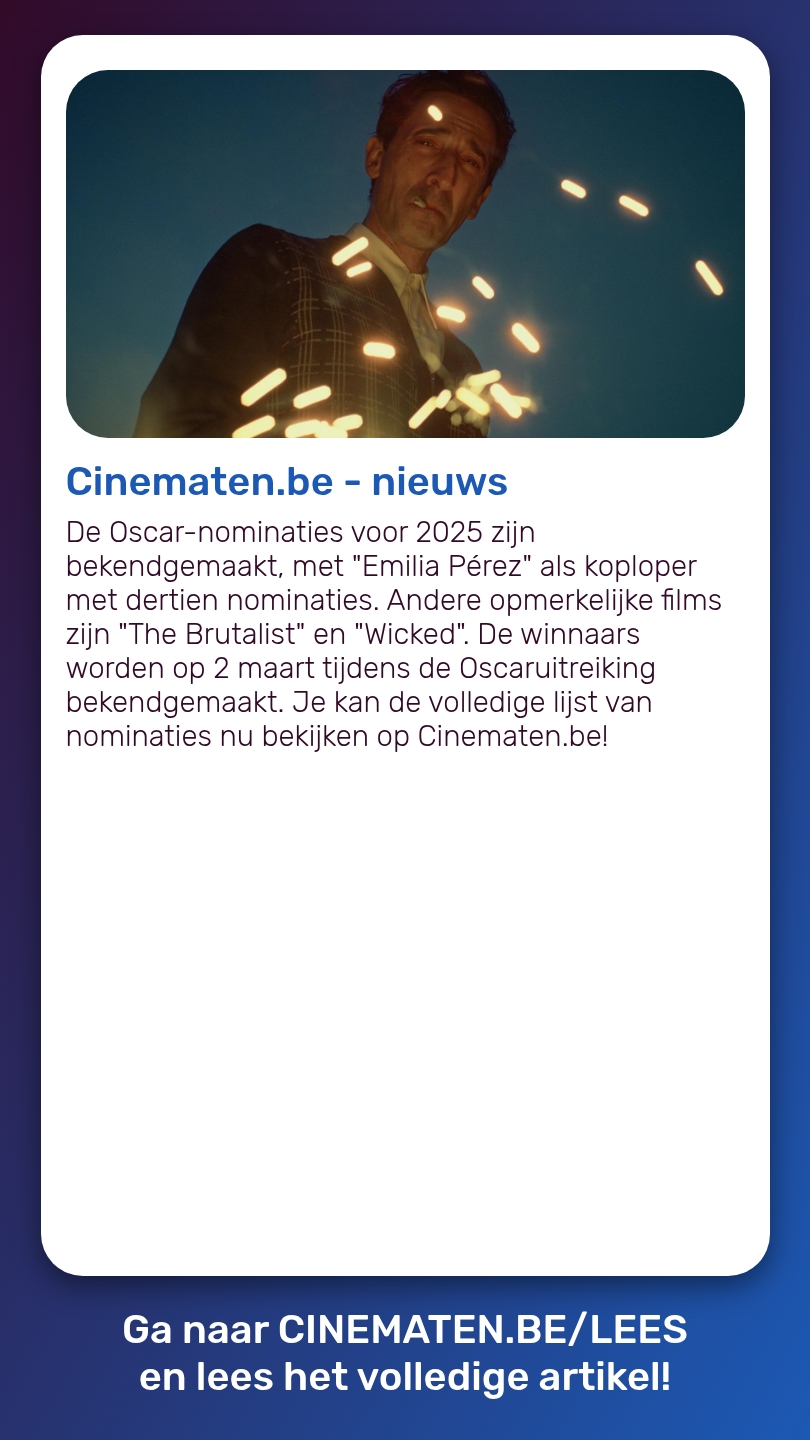 Cinematen.be - nieuws
De Oscar-nominaties voor 2025 zijn
bekendgemaakt, met "Emilia Pérez" als koploper
met dertien nominaties. Andere opmerkelijke films
zijn "The Brutalist" en "Wicked". De winnaars
worden op 2 maart tijdens de Oscaruitreiking
bekendgemaakt. Je kan de volledige lijst van
nominaties nu bekijken op Cinematen.be!
Ga naar CINEMATEN.BE/LEES
en lees het volledige artikel!